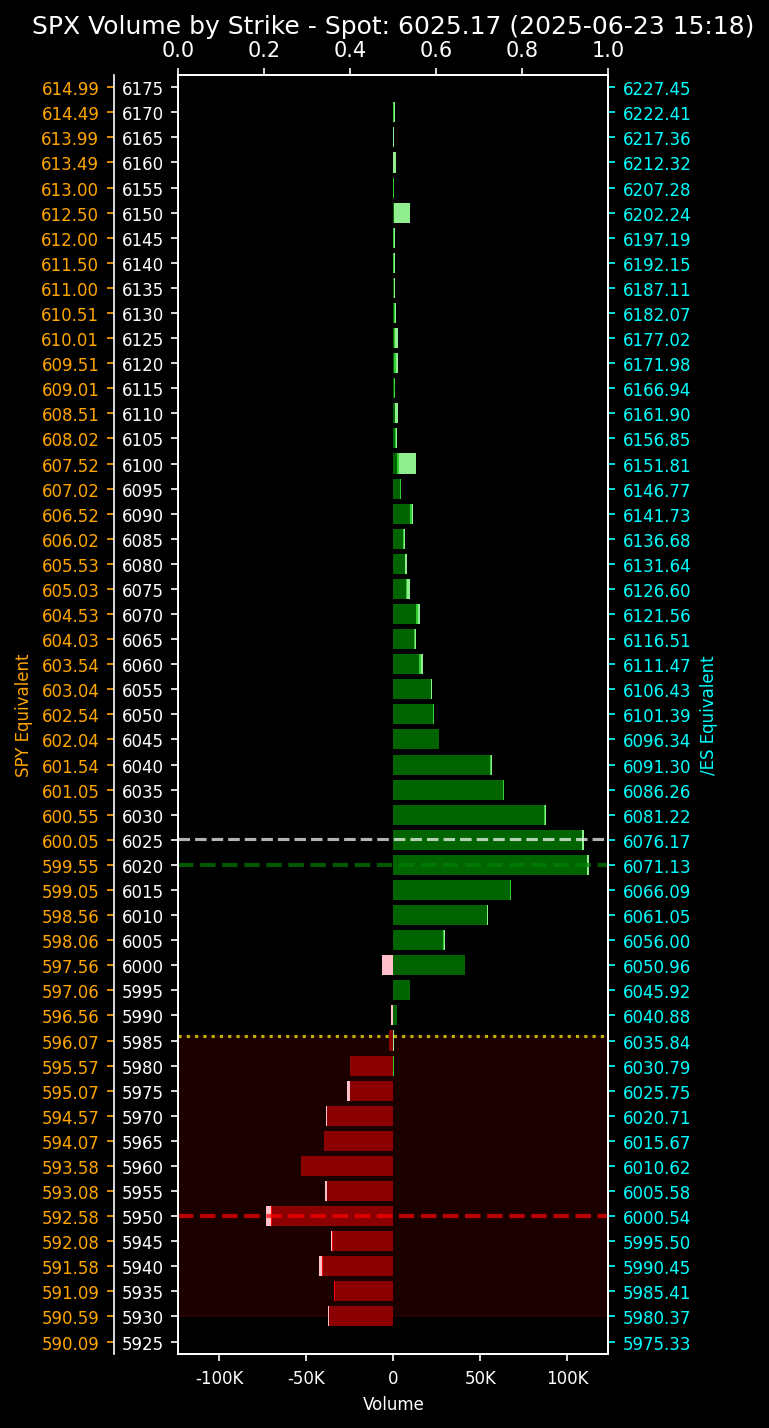 SPX Volume by Strike - Spot: 6025.17 (2025-06-23 15:18)
0.0 0.2 0.4 0.6 0.8 1.0
614.99 6175 6227.45
614.49 6170 6222.41
613.99 6165 6217.36
613.49 6160 6212.32
613.00 6155 6207.28
612.50 6150 6202.24
612.00 6145 6197.19
611.50 6140 6192.15
611.00 6135 6187.11
610.51 6130 6182.07
610.01 6125 6177.02
609.51 6120 6171.98
609.01 6115 6166.94
608.51 6110 6161.90
608.02 6105 6156.85
607.52 6100 6151.81
607.02 6095 6146.77
606.52 6090 6141.73
606.02 6085 6136.68
605.53 6080 6131.64
605.03 6075 6126.60
604.53 6070 6121.56
604.03 6065 6116.51
603.54 6060 6111.47
603.04 6055 6106.43
602.54 6050 6101.39
602.04 6045 6096.34
601.54 6040 6091.30
601.05 6035 6086.26
600.55 6030 6081.22
600.05 6025 6076.17
599.55 6020 6071.13
599.05 6015 6066.09
598.56 6010 6061.05
598.06 6005 6056.00
597.56 6000 6050.96
597.06 5995 6045.92
596.56 5990 6040.88
596.07 5985 6035.84
595.57 5980 6030.79
595.07 5975 6025.75
594.57 5970 6020.71
594.07 5965 6015.67
593.58 5960 6010.62
593.08 5955 6005.58
592.58 5950 6000.54
592.08 5945 5995.50
591.58 5940 5990.45
591.09 5935 5985.41
590.59 5930 5980.37
590.09 5925 5975.33
SPY Equivalent
/ES Equivalent
-100K -50K 0 50K 100K
Volume